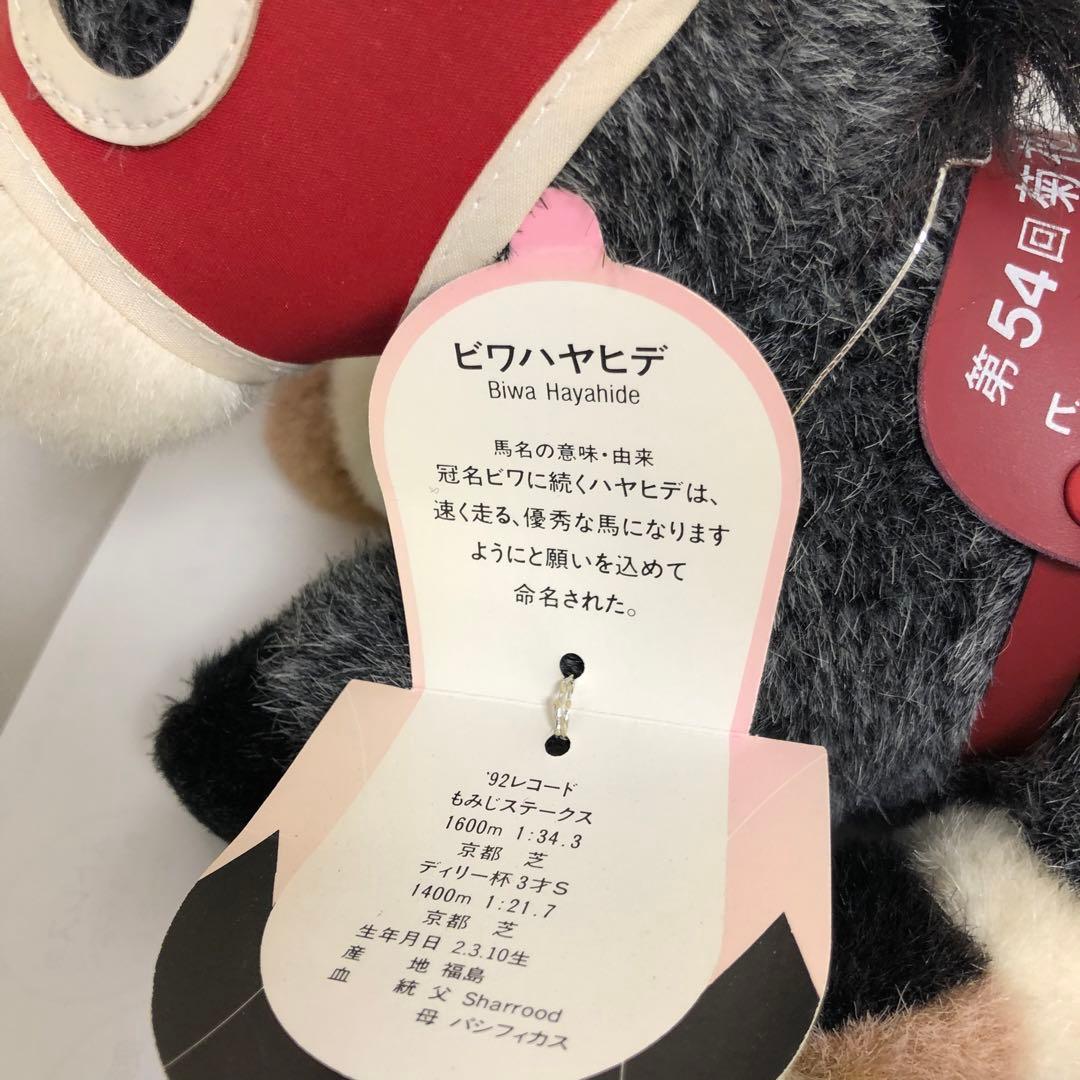 ビワハヤヒデ
Biwa Hayahide
馬名の意味・由来
冠名ビワに続くハヤヒデは、
速く走る、優秀な馬になります
ようにと願いを込めて
命名された。
'92レコード
もみじステークス
1600m 1:34.3
京都 芝
ディリー杯3才S
1400m 1:21.7
京都 芝
生年月日 2.3.10生
産 地 福島
血 統 父 Sharrood
母 パシフィカス
第54回菊花